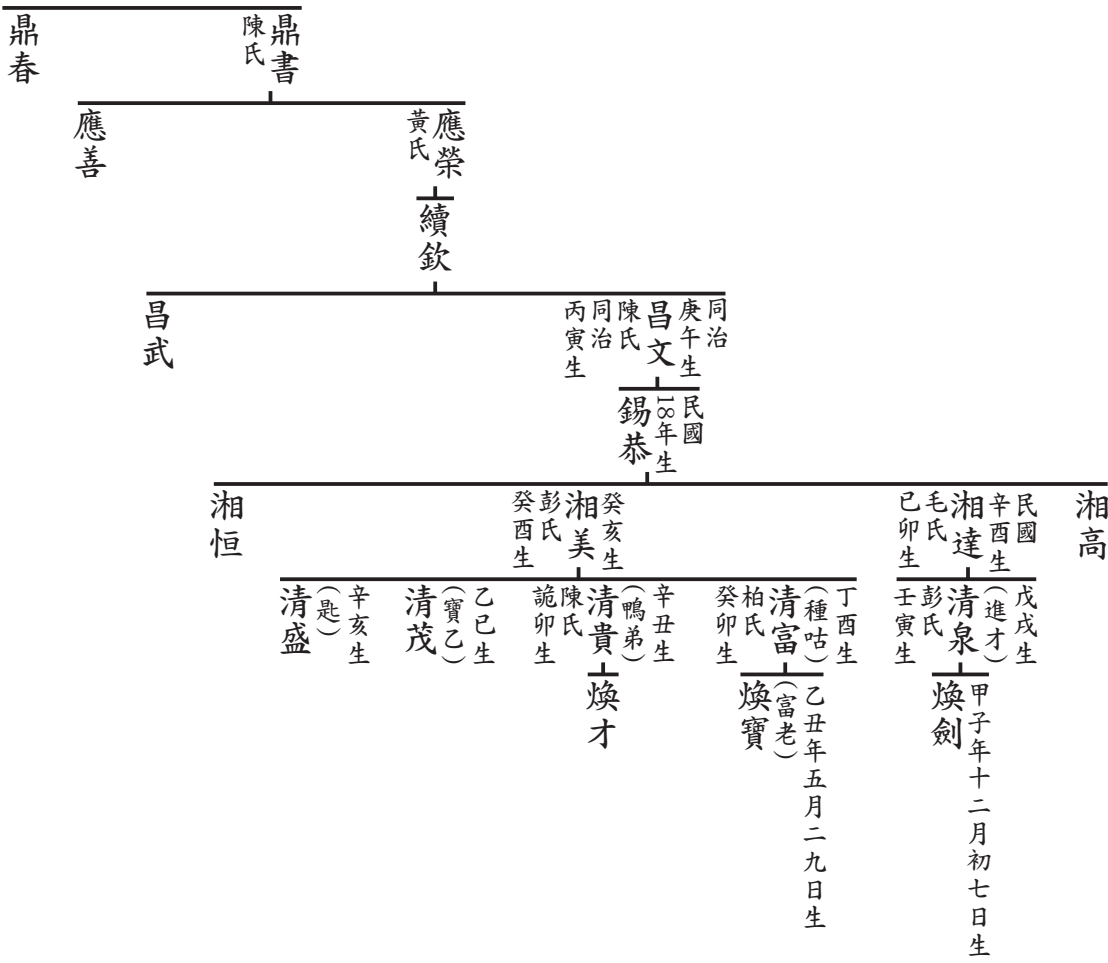 鼎書
陳氏
鼎春
應榮
黃氏
應善
續欽
同治
庚午生
昌文
陳氏
同治
丙寅生
昌武
民國
18年生
錫恭
湘高
民國
辛酉生
湘達
毛氏
已卯生
癸亥生
湘美
彭氏
癸酉生
湘恒
戊戌生
(進才)
清泉
彭氏
壬寅生
丁酉生
(種咕)
清富
柏氏
癸卯生
辛丑生
(鴨弟)
清貴
陳氏
詭卯生
乙巳生
(寶乙)
清茂
辛亥生
(匙)
清盛
甲子年十二月初七日生
煥劍
乙丑年五月二九日生
(富老)
煥寶
煥才